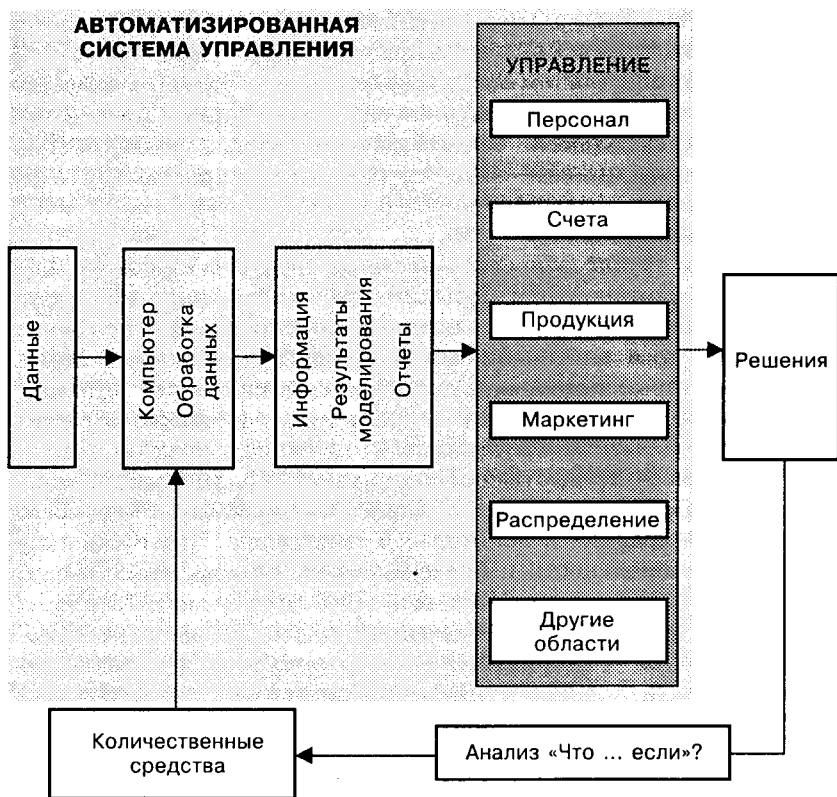 АВТОМАТИЗИРОВАННАЯ
СИСТЕМА УПРАВЛЕНИЯ
УПРАВЛЕНИЕ
Персонал
Счета
Продукция
Маркетинг
Распределение
Другие
области
Данные
Компьютер
Обработка
данных
Информация
Результаты
моделирования
Отчеты
Решения
Количественные
средства
Анализ «Что ... если»?